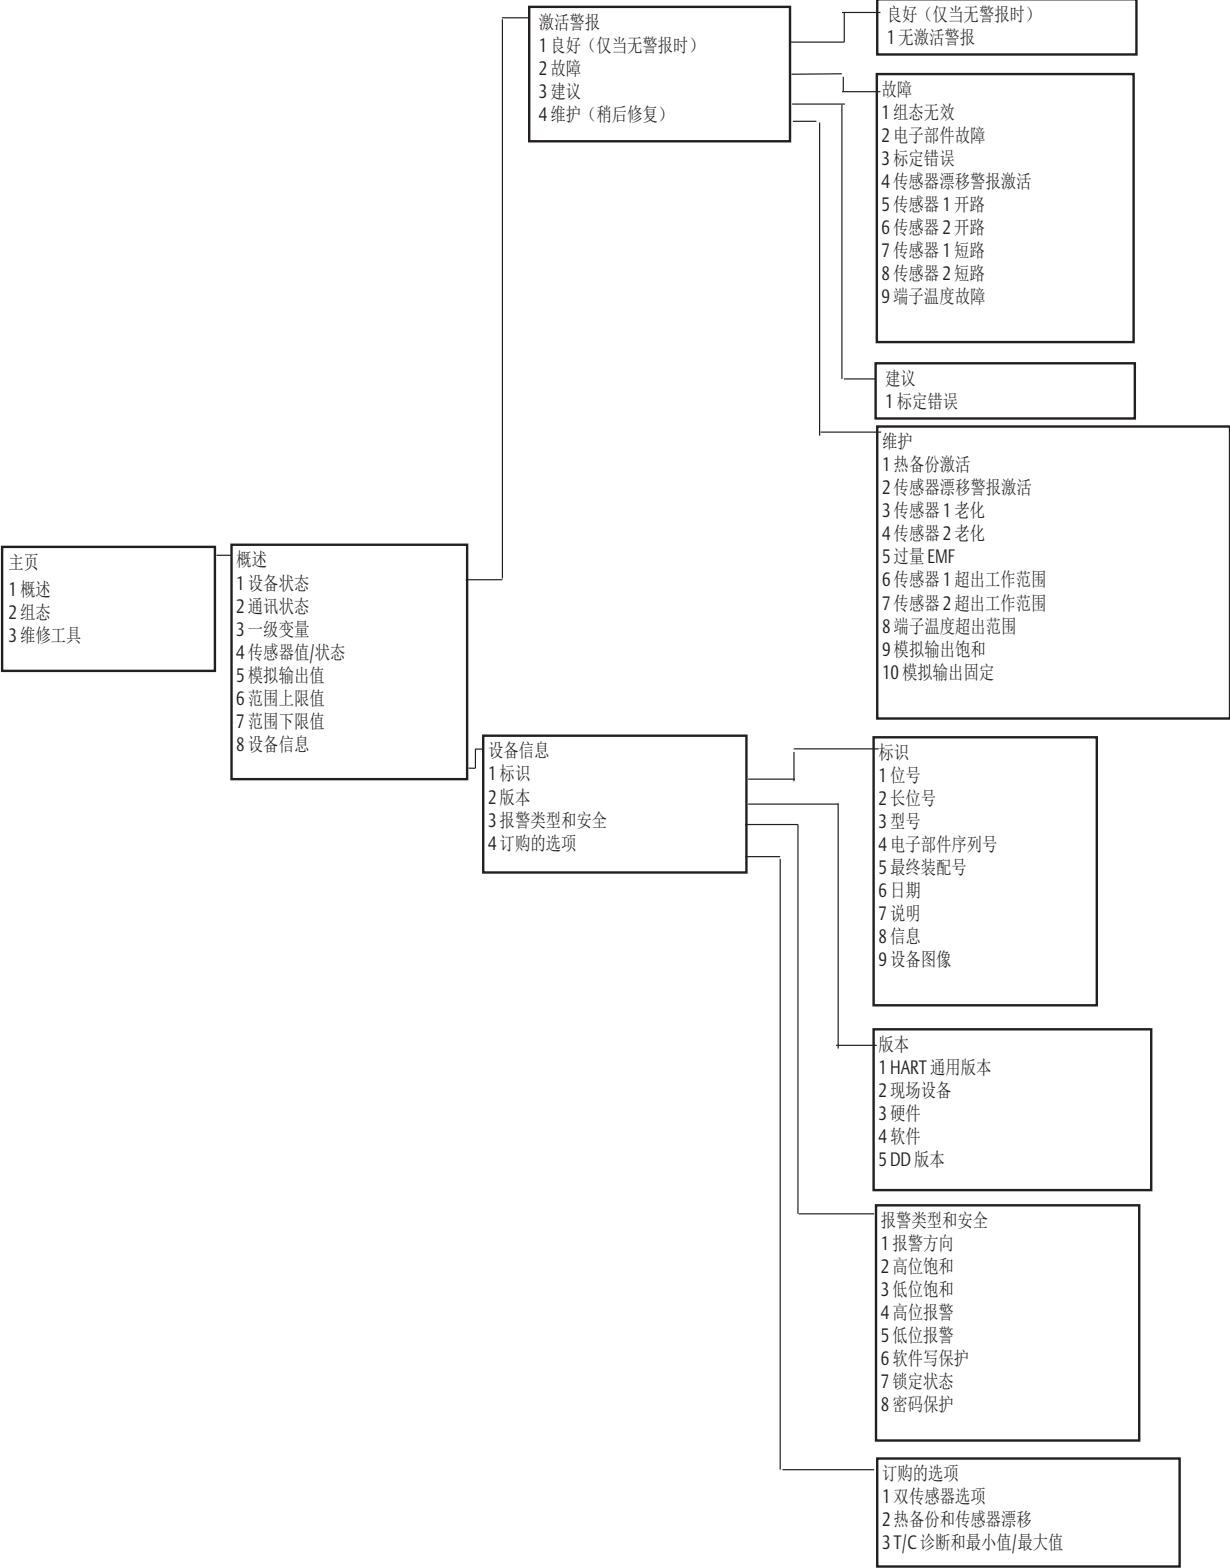 主页
1 概述
2 组态
3 维修工具
概述
1 设备状态
2 通讯状态
3 一级变量
4 传感器值/状态
5 模拟输出值
6 范围上限值
7 范围下限值
8 设备信息
激活警报
1 良好（仅当无警报时）
2 故障
3 建议
4 维护（稍后修复）
良好（仅当无警报时）
1 无激活警报
故障
1 组态无效
2 电子部件故障
3 标定错误
4 传感器漂移警报激活
5 传感器 1 开路
6 传感器 2 开路
7 传感器 1 短路
8 传感器 2 短路
9 端子温度故障
建议
1 标定错误
维护
1 热备份激活
2 传感器漂移警报激活
3 传感器 1 老化
4 传感器 2 老化
5 过量 EMF
6 传感器 1 超出工作范围
7 传感器 2 超出工作范围
8 端子温度超出范围
9 模拟输出饱和
10 模拟输出固定
设备信息
1 标识
2 版本
3 报警类型和安全
4 订购的选项
标识
1 位号
2 长位号
3 型号
4 电子部件序列号
5 最终装配号
6 日期
7 说明
8 信息
9 设备图像
版本
1 HART 通用版本
2 现场设备
3 硬件
4 软件
5 DD 版本
报警类型和安全
1 报警方向
2 高位饱和
3 低位饱和
4 高位报警
5 低位报警
6 软件写保护
7 锁定状态
8 密码保护
订购的选项
1 双传感器选项
2 热备份和传感器漂移
3 T/C 诊断和最小值/最大值